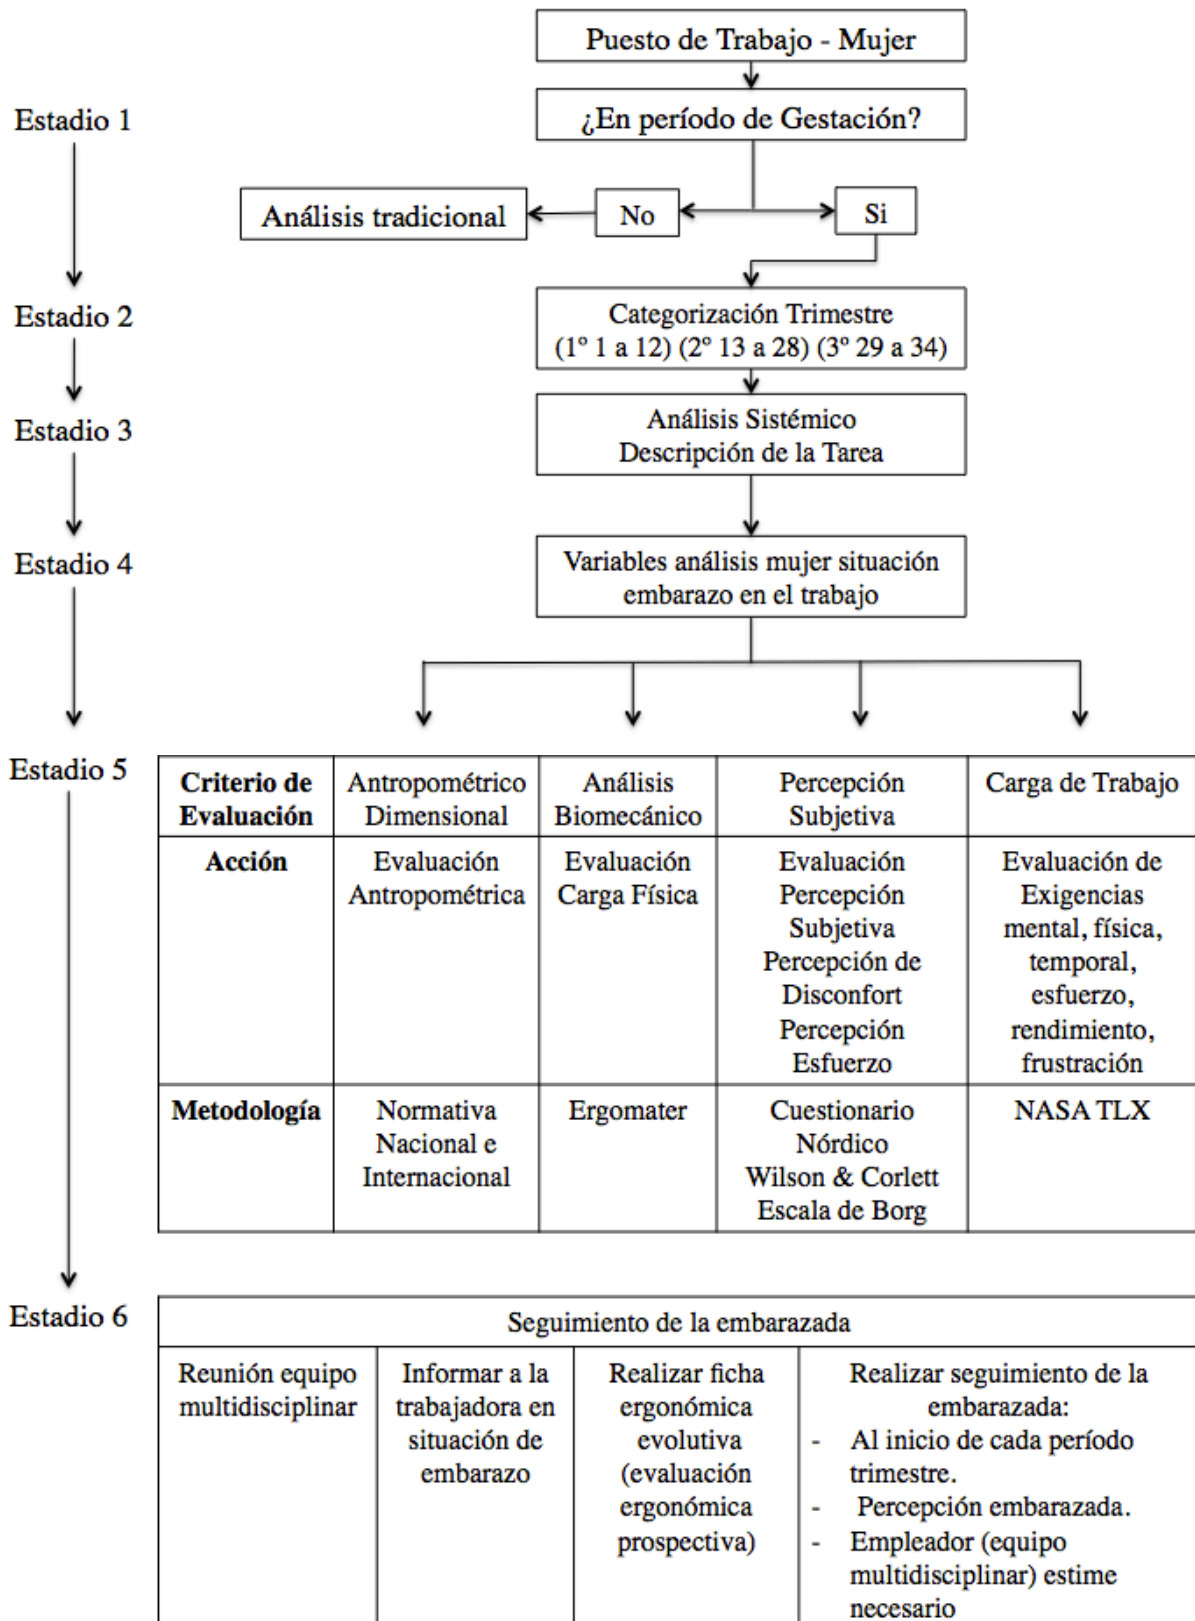 Puesto de Trabajo - Mujer
Estadio 1
¿En período de Gestación?
Análisis tradicional
No
Si
Estadio 2
Categorización Trimestre
(1º 1 a 12) (2º 13 a 28) (3º 29 a 34)
Estadio 3
Análisis Sistémico
Descripción de la Tarea
Estadio 4
Variables análisis mujer situación
embarazo en el trabajo
Estadio 5
Criterio de
Evaluación
Antropométrico
Dimensional
Análisis
Biomecánico
Percepción
Subjetiva
Carga de Trabajo
Acción
Evaluación
Antropométrica
Evaluación
Carga Física
Evaluación
Percepción
Subjetiva
Percepción de
Disconfort
Percepción
Esfuerzo
Evaluación de
Exigencias
mental, física,
temporal,
esfuerzo,
rendimiento,
frustración
Metodología
Normativa
Nacional e
Internacional
Ergomater
Cuestionario
Nórdico
Wilson & Corlett
Escala de Borg
NASA TLX
Estadio 6
Seguimiento de la embarazada
Reunión equipo
multidisciplinar
Informar a la
trabajadora en
situación de
embarazo
Realizar ficha
ergonómica
evolutiva
(evaluación
ergonómica
prospectiva)
Realizar seguimiento de la
embarazada:
- Al inicio de cada período
trimestre.
- Percepción embarazada.
- Empleador (equipo
multidisciplinar) estime
necesario